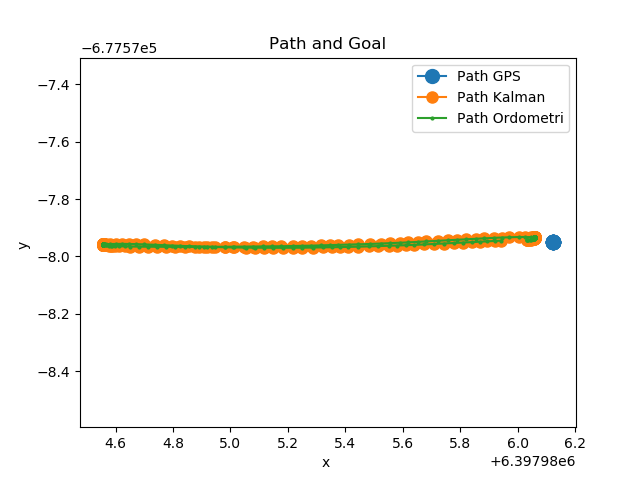 Path and Goal
−6.7757e5
Path GPS
Path Kalman
Path Ordometri
−7.4
−7.6
−7.8
−8.0
−8.2
−8.4
y
4.6 4.8 5.0 5.2 5.4 5.6 5.8 6.0 6.2
x
+6.39798e6